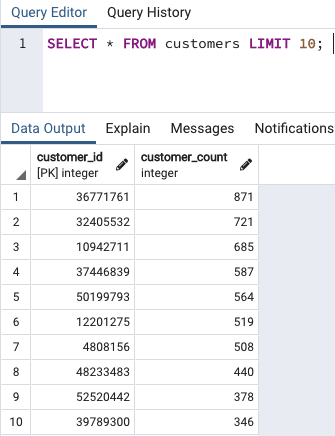 Query Editor Query History
1 SELECT * FROM customers LIMIT 10;
Data Output Explain Messages Notifications
customer_id customer_count
[PK] integer integer
1 36771761 871
2 32405532 721
3 10942711 685
4 37446839 587
5 50199793 564
6 12201275 519
7 4808156 508
8 48233483 440
9 52520442 378
10 39789300 346